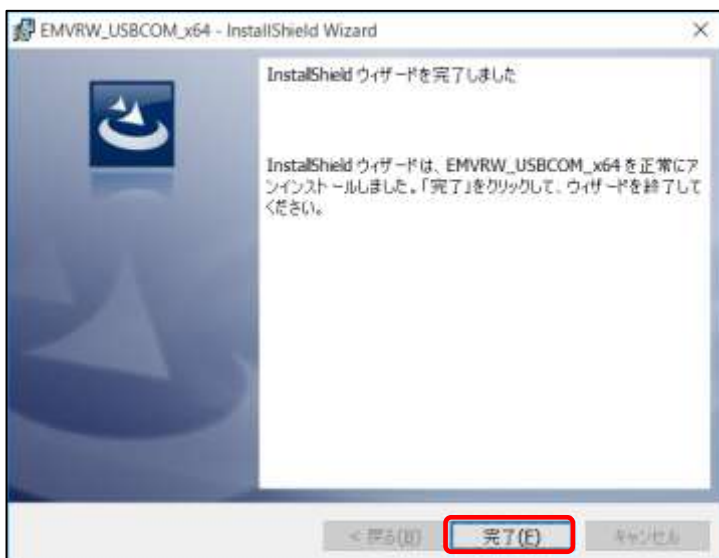 EMVRW_USBCOM_x64 - InstallShield Wizard
InstallShield ウィザードを完了しました
InstallShield ウィザードは、EMVRW_USBCOM_x64 を正常にア
ンインストールしました。「完了」をクリックして、ウィザードを終了して
ください。
< 戻る(B) 完了(F) キャンセル